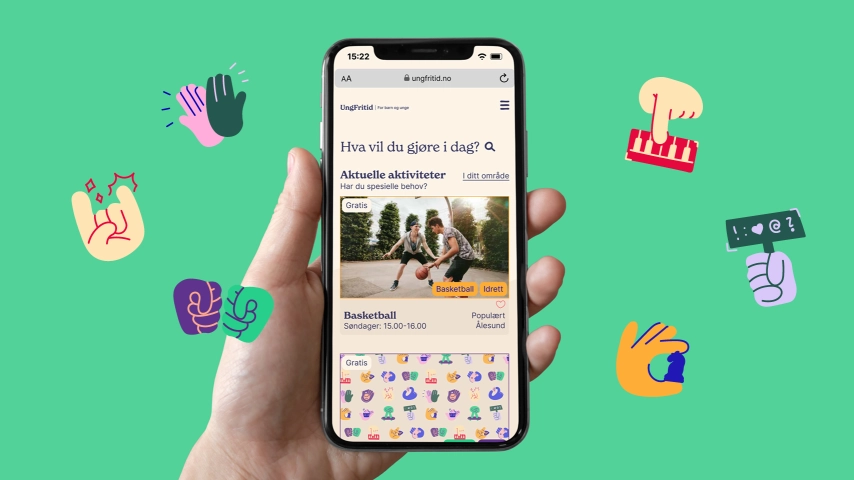 15:22
AA
ungfritid.no
UngFritid | For barn og unge
Hva vil du gjøre i dag?
Aktuelle aktiviteter
I ditt område
Har du spesielle behov?
Gratis
Basketball
Idrett
Basketball
Populært
Søndager: 15.00-16.00
Ålesund
Gratis
! : @ ?